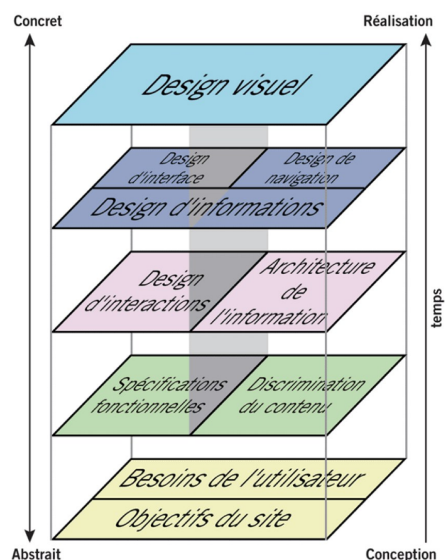 Concret
Réalisation
Design visuel
Design
d'interface
Design de
navigation
Design d'informations
Design
d'interactions
Architecture
de
l'information
temps
Spécifications
fonctionnelles
Discrimination
du contenu
Besoins de l'utilisateur
Objectifs du site
Abstrait
Conception